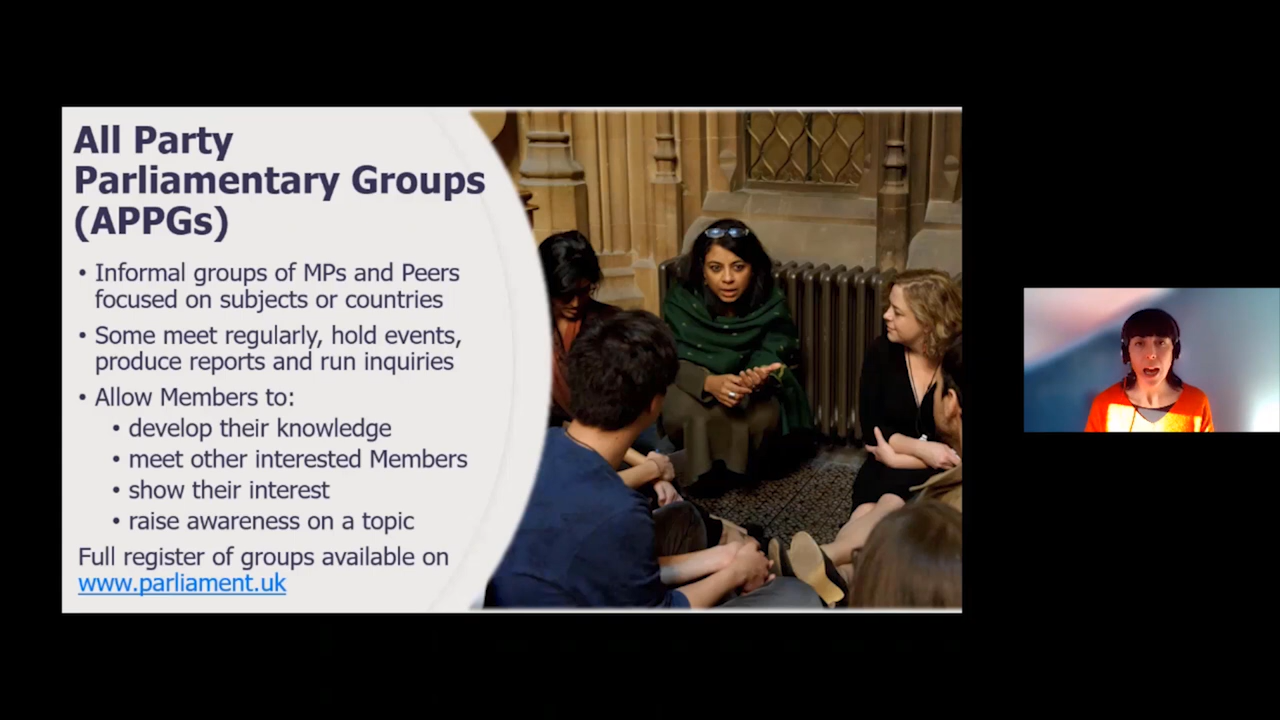 All Party
Parliamentary Groups
(APPGs)
• Informal groups of MPs and Peers
focused on subjects or countries
• Some meet regularly, hold events,
produce reports and run inquiries
• Allow Members to:
• develop their knowledge
• meet other interested Members
• show their interest
• raise awareness on a topic
Full register of groups available on
www.parliament.uk